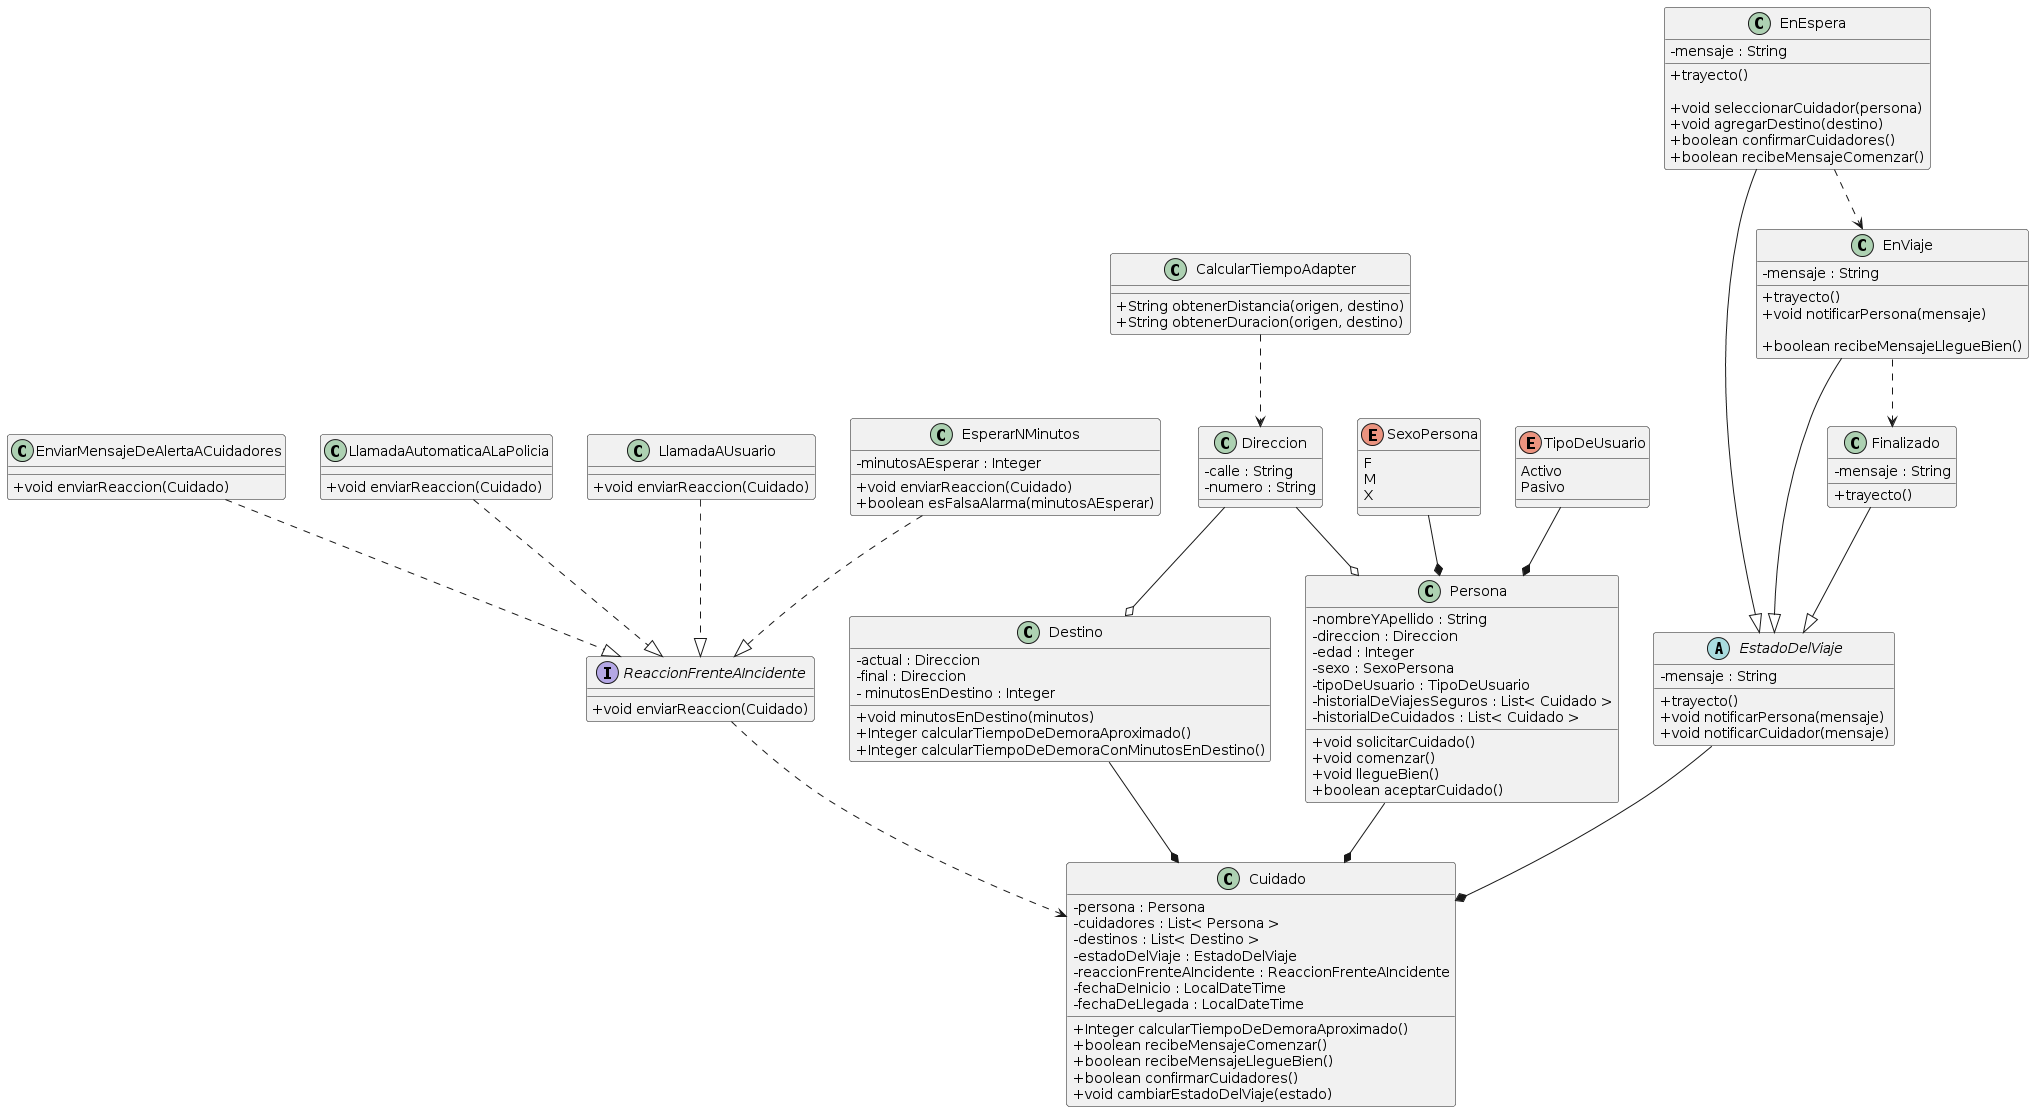 C EnEspera
-mensaje : String
+trayecto()
+void seleccionarCuidador(persona)
+void agregarDestino(destino)
+boolean confirmarCuidadores()
+boolean recibeMensajeComenzar()
C EnViaje
-mensaje : String
+trayecto()
+void notificarPersona(mensaje)
+boolean recibeMensajeLlegueBien()
C CalcularTiempoAdapter
+String obtenerDistancia(origen, destino)
+String obtenerDuracion(origen, destino)
C EnviarMensajeDeAlertaACuidadores
+void enviarReaccion(Cuidado)
C LlamadaAutomaticaALaPolicia
+void enviarReaccion(Cuidado)
C LlamadaAUsuario
+void enviarReaccion(Cuidado)
C EsperarNMinutos
-minutosAEsperar : Integer
+void enviarReaccion(Cuidado)
+boolean esFalsaAlarma(minutosAEsperar)
C Direccion
-calle : String
-numero : String
E SexoPersona
F
M
X
E TipoDeUsuario
Activo
Pasivo
C Finalizado
-mensaje : String
+trayecto()
I ReaccionFrenteAIncidente
+void enviarReaccion(Cuidado)
C Destino
-actual : Direccion
-final : Direccion
- minutosEnDestino : Integer
+void minutosEnDestino(minutos)
+Integer calcularTiempoDeDemoraAproximado()
+Integer calcularTiempoDeDemoraConMinutosEnDestino()
C Persona
-nombreYApellido : String
-direccion : Direccion
-edad : Integer
-sexo : SexoPersona
-tipoDeUsuario : TipoDeUsuario
-historialDeViajesSeguros : List< Cuidado >
-historialDeCuidados : List< Cuidado >
+void solicitarCuidado()
+void comenzar()
+void llegueBien()
+boolean aceptarCuidado()
A EstadoDelViaje
-mensaje : String
+trayecto()
+void notificarPersona(mensaje)
+void notificarCuidador(mensaje)
C Cuidado
-persona : Persona
-cuidadores : List< Persona >
-destinos : List< Destino >
-estadoDelViaje : EstadoDelViaje
-reaccionFrenteAIncidente : ReaccionFrenteAIncidente
-fechaDeInicio : LocalDateTime
-fechaDeLlegada : LocalDateTime
+Integer calcularTiempoDeDemoraAproximado()
+boolean recibeMensajeComenzar()
+boolean recibeMensajeLlegueBien()
+boolean confirmarCuidadores()
+void cambiarEstadoDelViaje(estado)